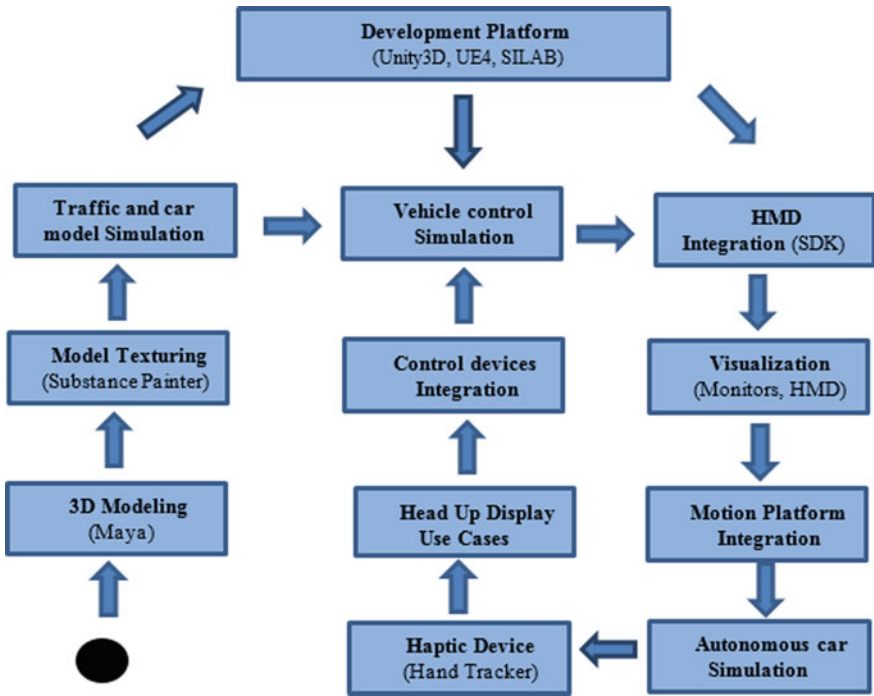 Development Platform
(Unity3D, UE4, SILAB)
Traffic and car
model Simulation
Vehicle control
Simulation
HMD
Integration (SDK)
Model Texturing
(Substance Painter)
Control devices
Integration
Visualization
(Monitors, HMD)
3D Modeling
(Maya)
Head Up Display
Use Cases
Motion Platform
Integration
Haptic Device
(Hand Tracker)
Autonomous car
Simulation